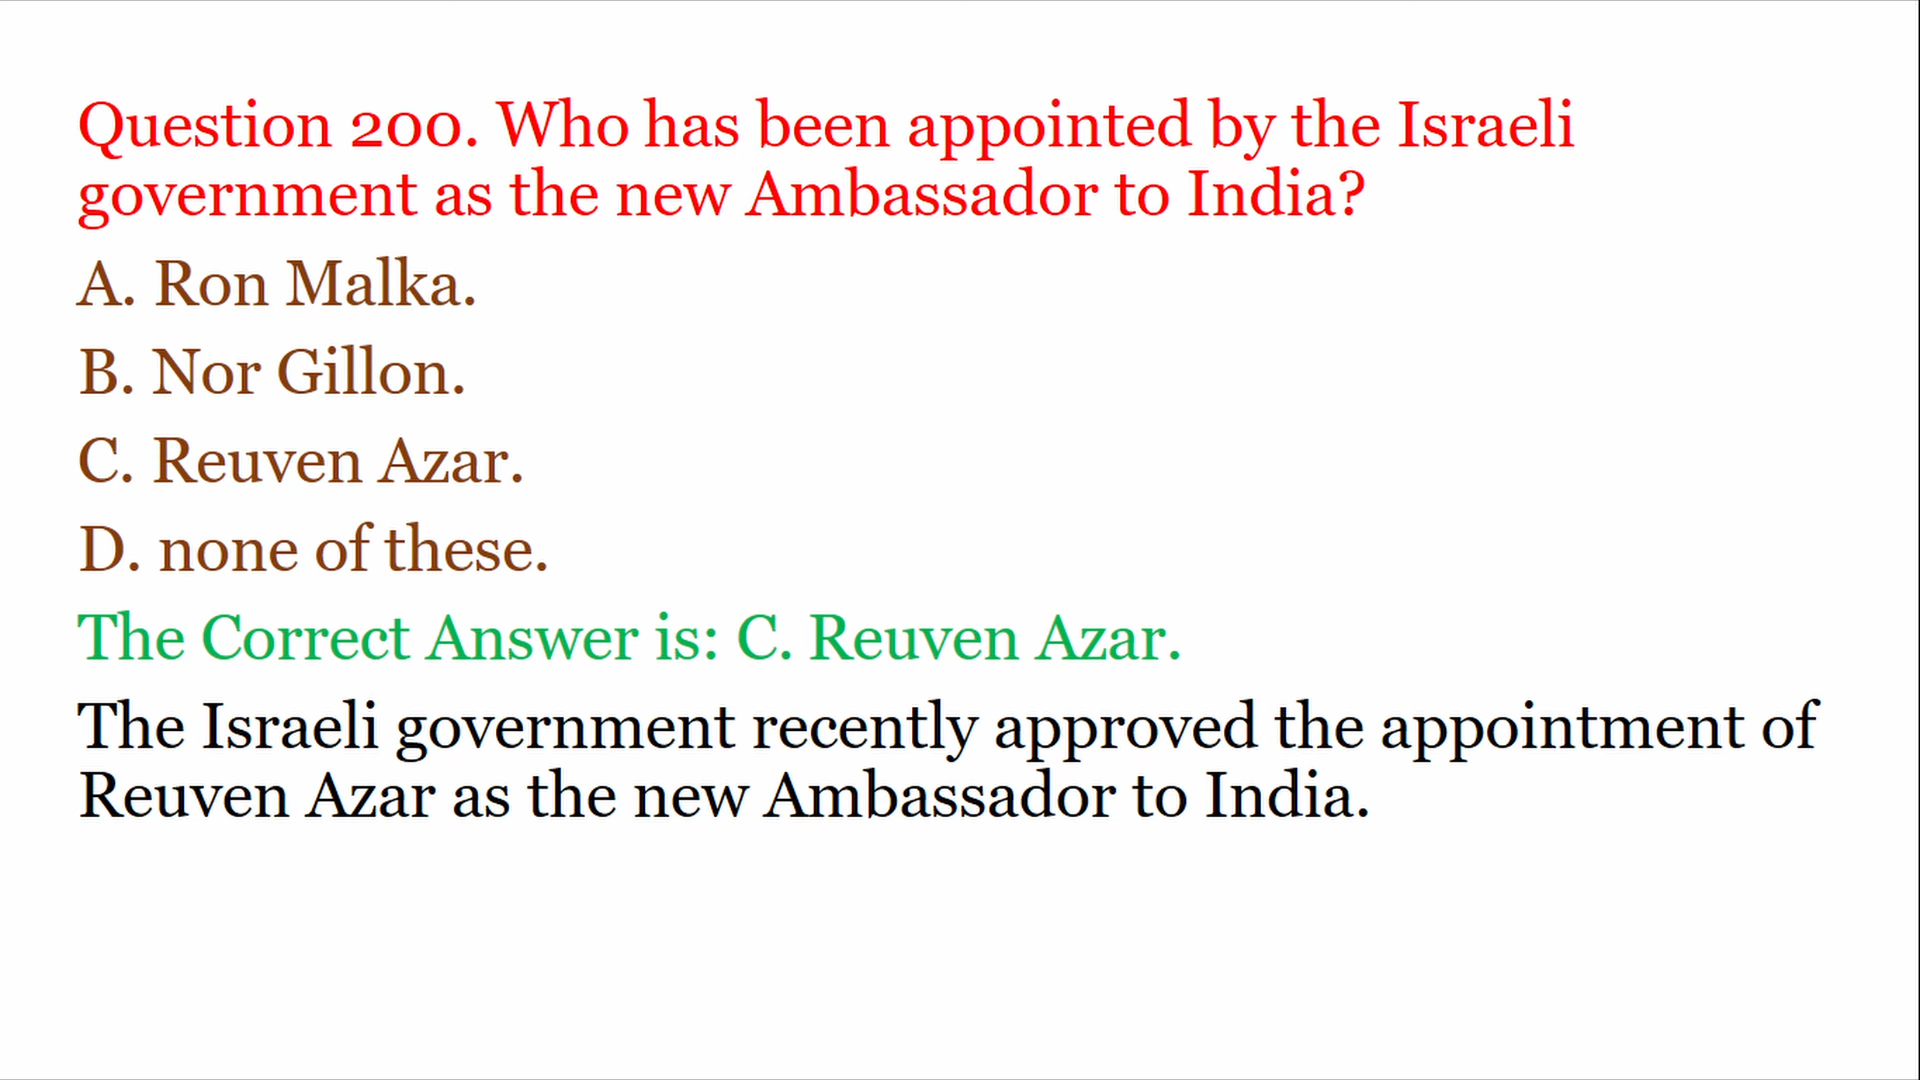 Question 200. Who has been appointed by the Israeli
government as the new Ambassador to India?
A. Ron Malka.
B. Nor Gillon.
C. Reuven Azar.
D. none of these.
The Correct Answer is: C. Reuven Azar.
The Israeli government recently approved the appointment of
Reuven Azar as the new Ambassador to India.